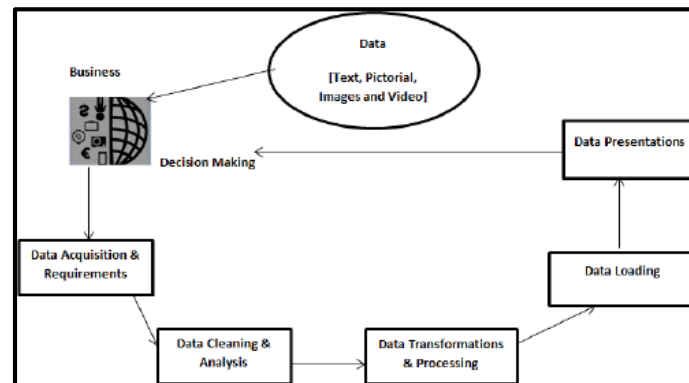 Data
[Text, Pictorial,
Images and Video]
Business
Decision Making
Data Presentations
Data Acquisition &
Requirements
Data Loading
Data Cleaning &
Analysis
Data Transformations
& Processing